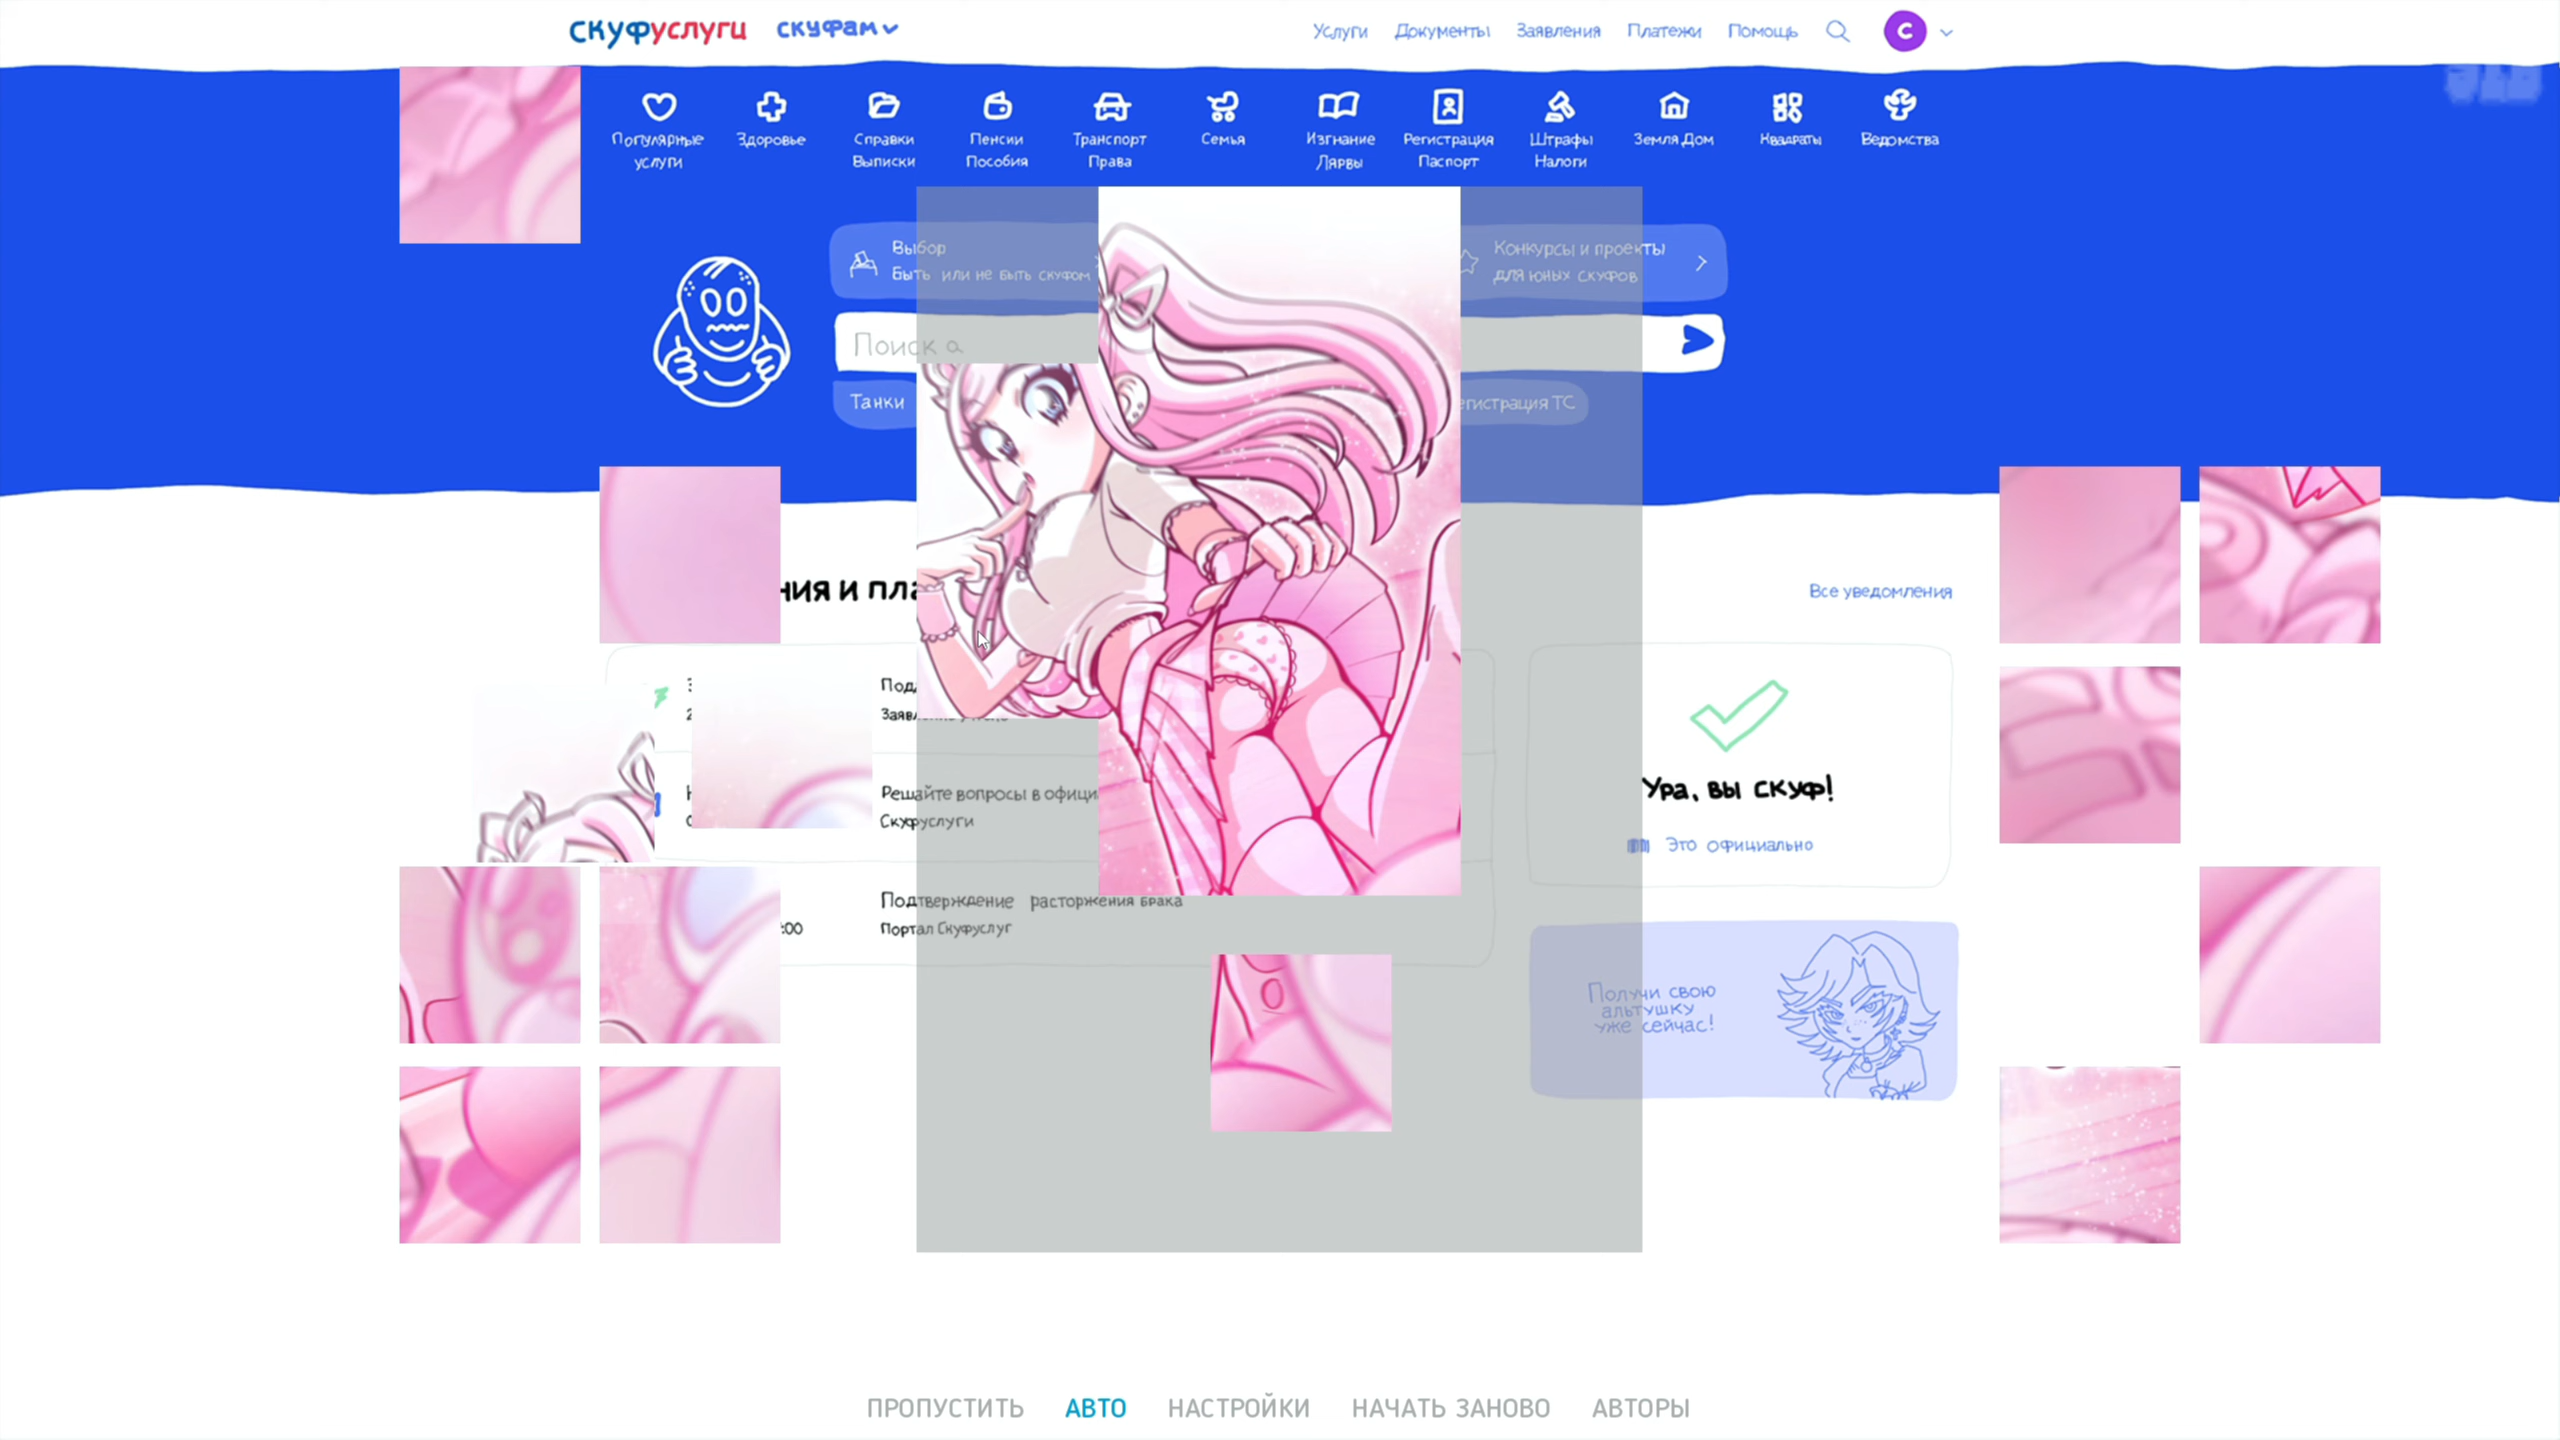 скуфуслуги скуфам Услуги Документы Заявления Платежи Помощь С
Популярные Здоровье Справки Пенсии Транспорт Семья Изгнание Регистрация Штрафы Земля Дом Квадраты Ведомства
услуги Выписки Пособия Права Лярвы Паспорт Налоги
Выбор Конкурсы и проекты
Быть или не быть скуфом для юных скуфов
Поиск а
Танки егистрация ТС
ния и пла Все уведомления
Под
Заявл
Решайте вопросы в офици Ура, вы скуф!
Скуфуслуги
Это официально
Подтверждение расторжения брака
:00 Портал Скуфуслуг
Получи свою
альтушку
уже сейчас!
ПРОПУСТИТЬ АВТО НАСТРОЙКИ НАЧАТЬ ЗАНОВО АВТОРЫ